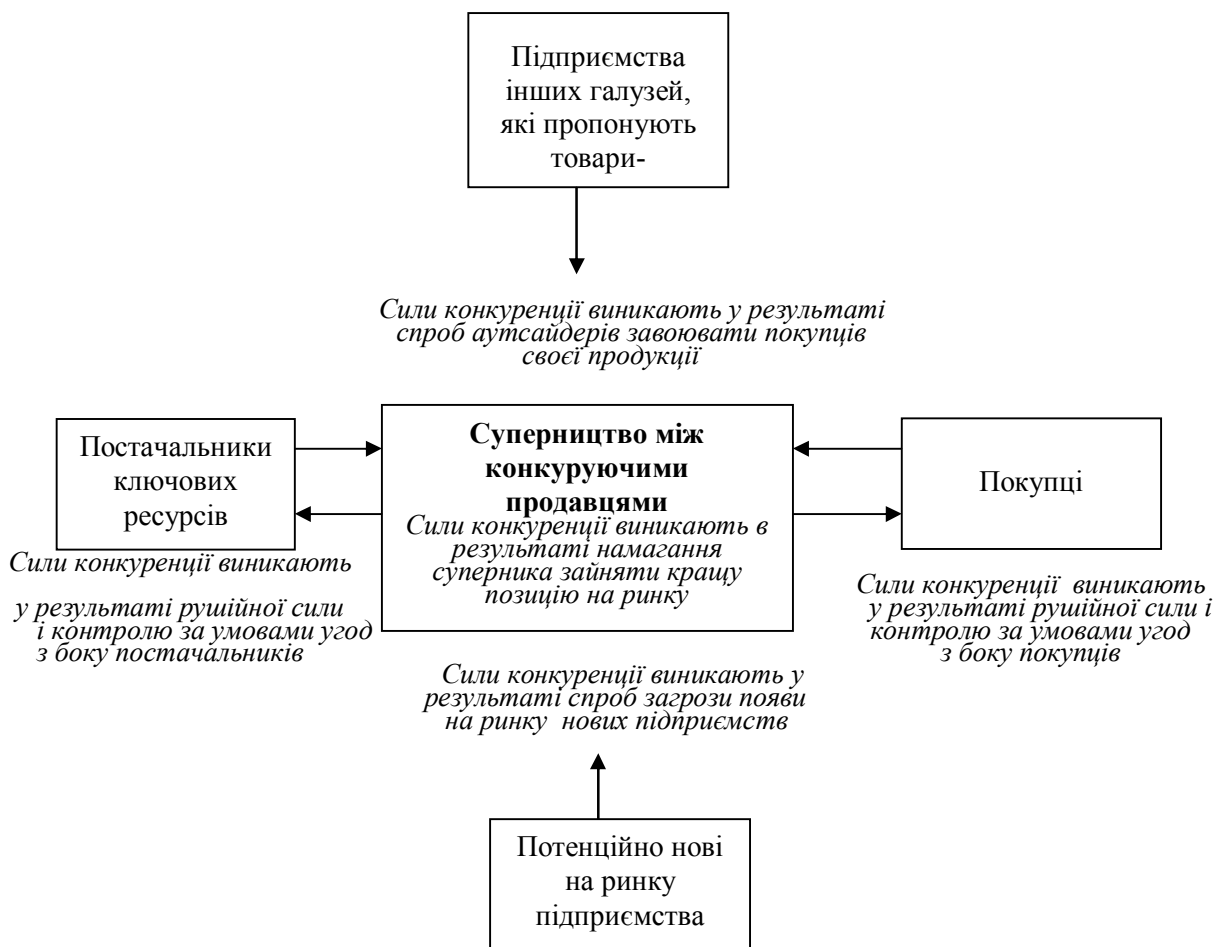 Підприємства
інших галузей,
які пропонують
товари-
Сили конкуренції виникають у результаті
спроб аутсайдерів завоювати покупців
своєї продукції
Постачальники
ключових
ресурсів
Сили конкуренції виникають
у результаті рушійної сили
і контролю за умовами угод
з боку постачальників
Суперництво між
конкуруючими
продавцями
Сили конкуренції виникають в
результаті намагання
суперника зайняти кращу
позицію на ринку
Покупці
Сили конкуренції виникають
у результаті рушійної сили і
контролю за умовами угод
з боку покупців
Сили конкуренції виникають у
результаті спроб загрози появи
на ринку нових підприємств
Потенційно нові
на ринку
підприємства